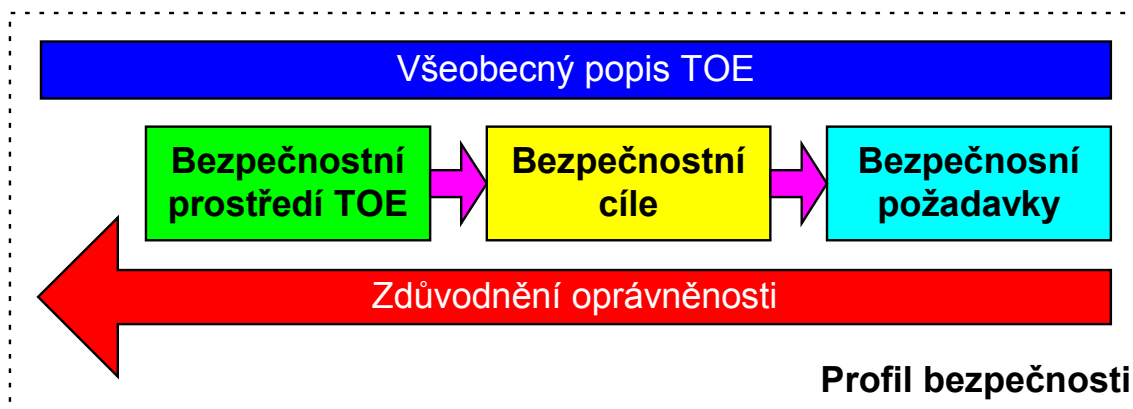 Všeobecný popis TOE
Bezpečnostní
prostředí TOE
Bezpečnostní
cíle
Bezpečnosní
požadavky
Zdůvodnění oprávněnosti
Profil bezpečnosti